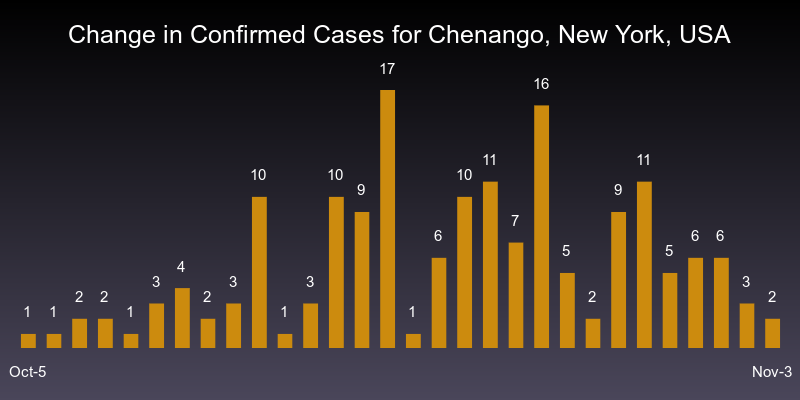 Change in Confirmed Cases for Chenango, New York, USA
1 1 2 2 1 3 4 2 3 10 1 3 10 9 17 1 6 10 11 7 16 5 2 9 11 5 6 6 3 2
Oct-5 Nov-3